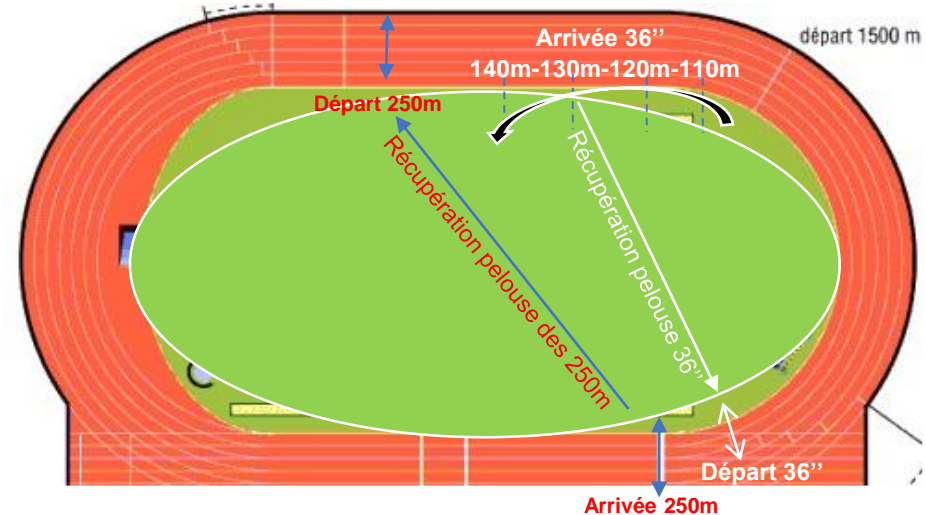 Arrivée 36’’
départ 1500 m
140m-130m-120m-110m
Départ 250m
Récupération pelouse des 250m
Récupération pelouse 36’’
Départ 36’’
Arrivée 250m